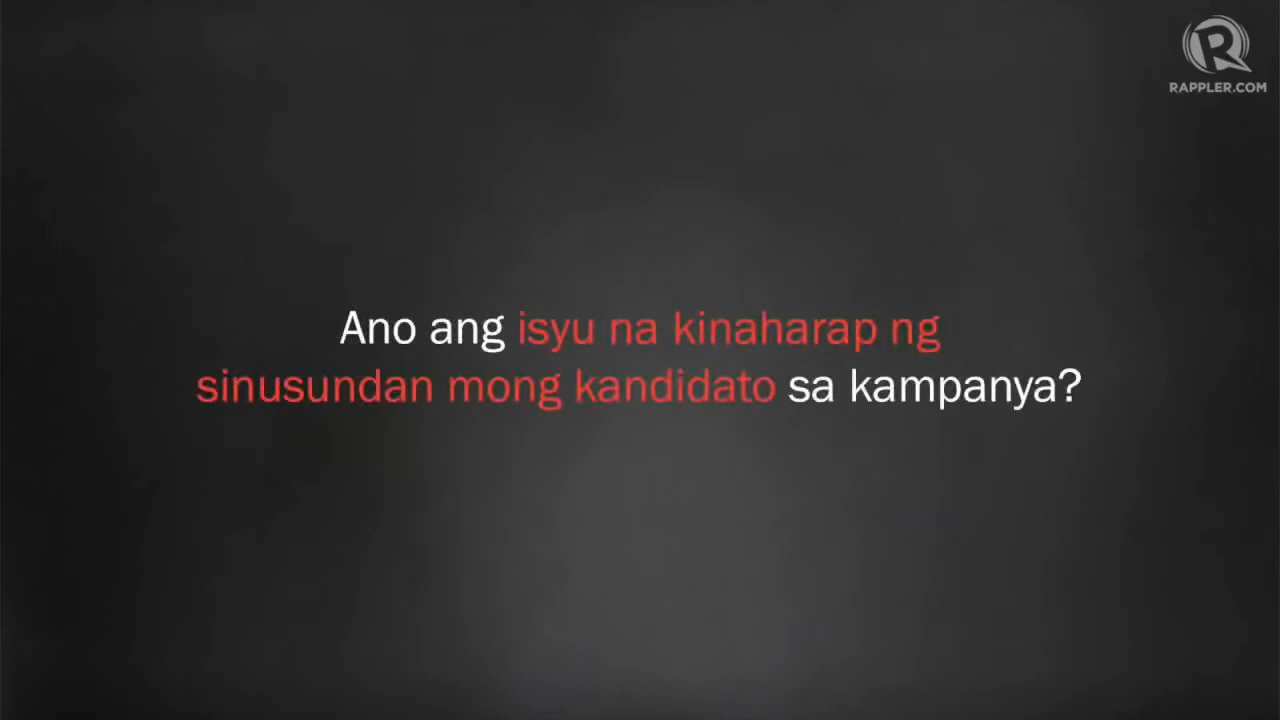 RAPPLER.COM
Ano ang isyu na kinaharap ng
sinusundan mong kandidato sa kampanya?